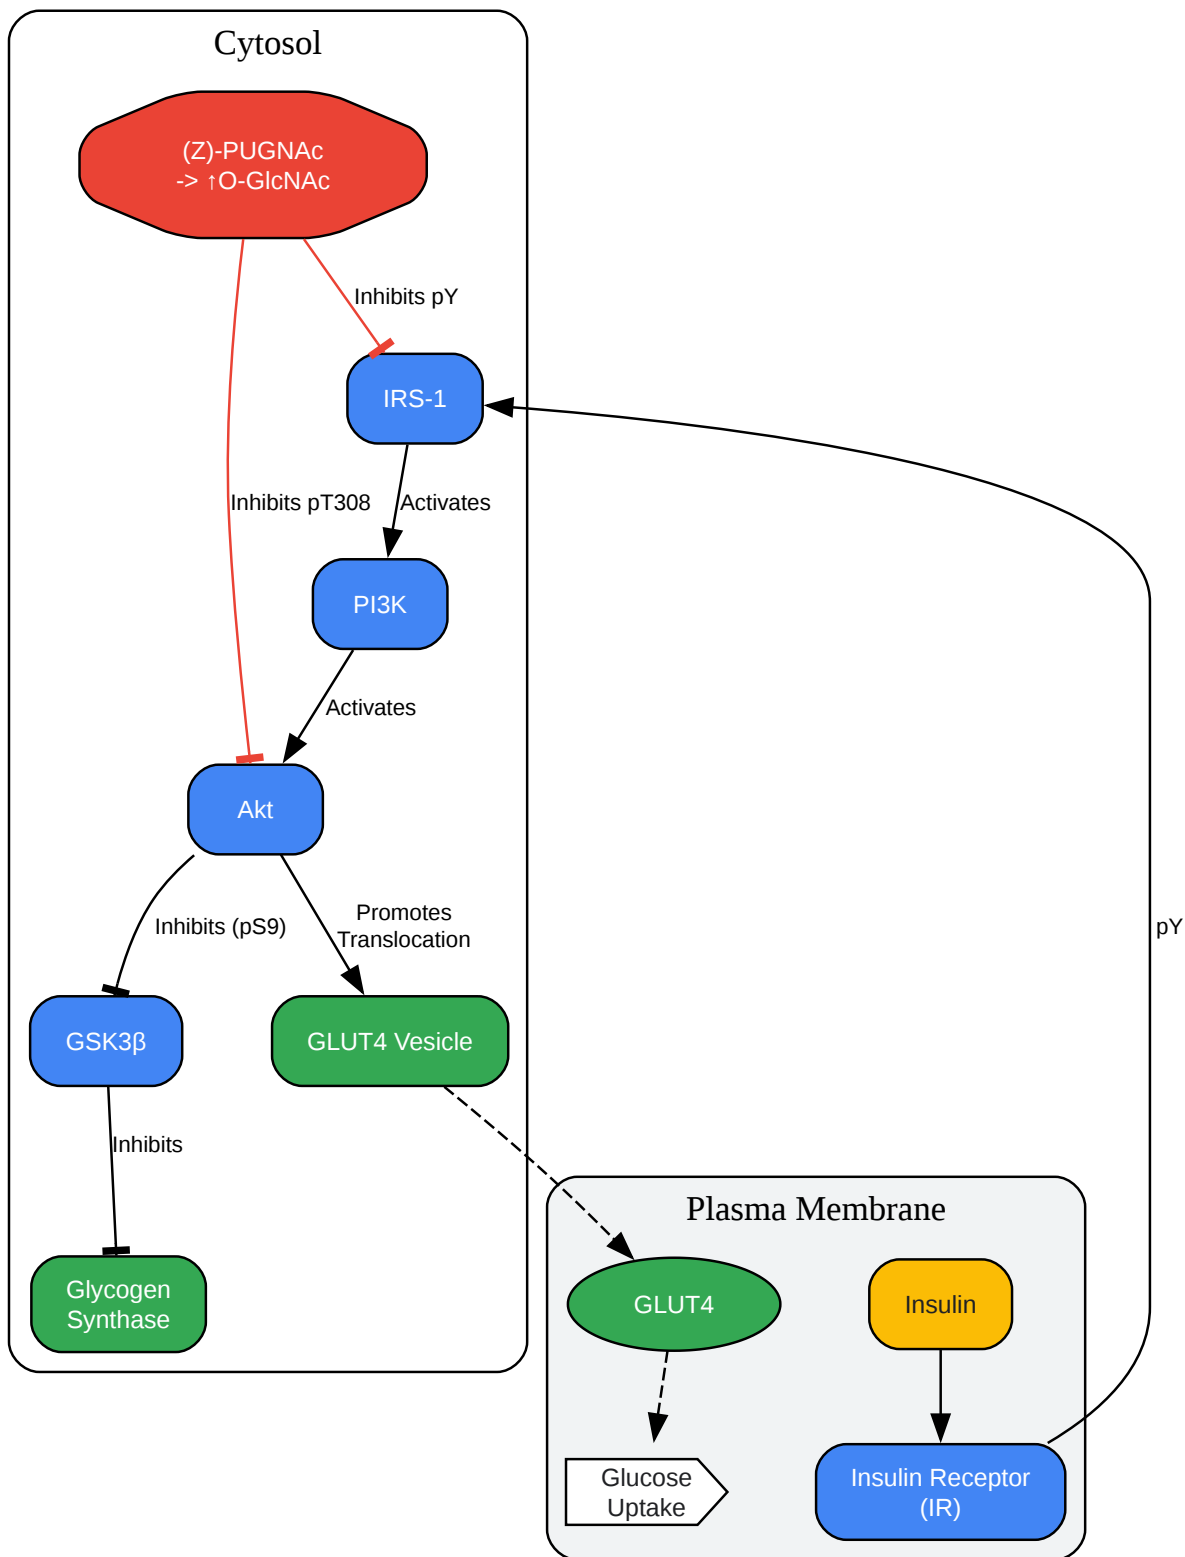 Cytosol
(Z)-PUGNAc
-> ↑O-GlcNAc
Inhibits pY
IRS-1
Inhibits pT308
Activates
PI3K
Activates
Akt
Inhibits (pS9)
Promotes
Translocation
pY
GSK3β
GLUT4 Vesicle
Inhibits
Plasma Membrane
Glycogen
Synthase
GLUT4
Insulin
Glucose
Uptake
Insulin Receptor
(IR)